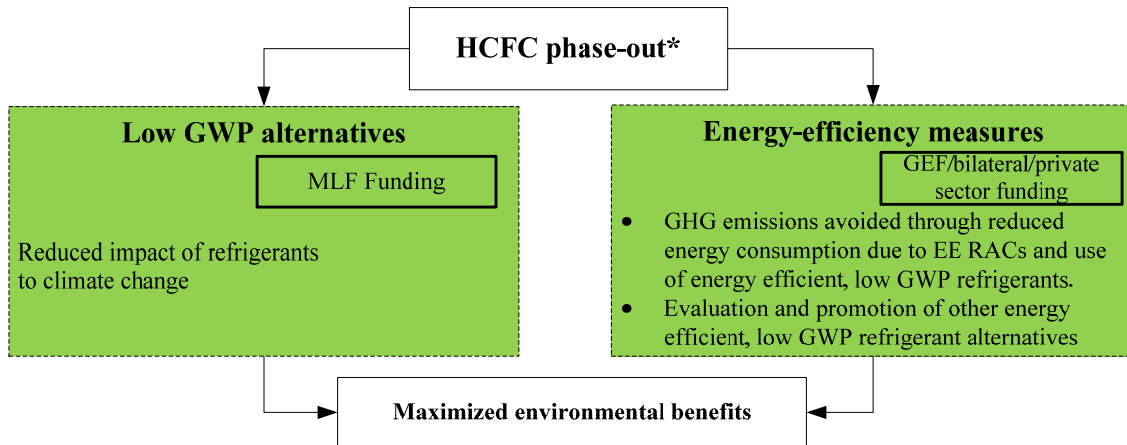 HCFC phase-out*
Low GWP alternatives
MLF Funding
Reduced impact of refrigerants
to climate change
Energy-efficiency measures
GEF/bilateral/private
sector funding
• GHG emissions avoided through reduced
energy consumption due to EE RACs and use
of energy efficient, low GWP refrigerants.
• Evaluation and promotion of other energy
efficient, low GWP refrigerant alternatives
Maximized environmental benefits